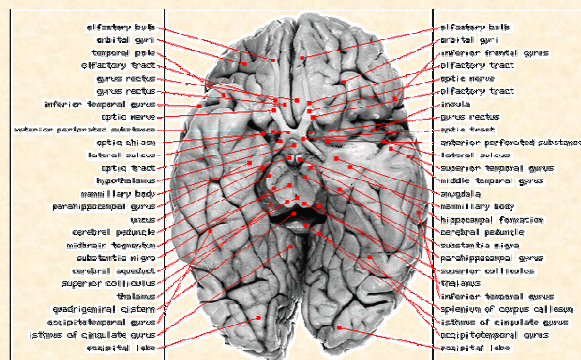 olfactory bulb
orbital gyri
temporal pole
olfactory tract
gyrus rectus
gyrus rectus
inferior temporal gyrus
optic nerve
anterior perforated substance
optic chiasm
lateral sulcus
optic tract
hypothalamus
mammillary body
parahippocampal gyrus
uncus
cerebral peduncle
midbrain tegmentum
substantia nigra
cerebral aqueduct
superior colliculus
thalamus
quadrigeminal cistern
occipitotemporal gyrus
isthmus of cingulate gyrus
occipital lobe
olfactory bulb
orbital gyri
inferior frontal gyrus
olfactory tract
optic nerve
olfactory tract
insula
gyrus rectus
optic tract
anterior perforated substance
lateral sulcus
superior temporal gyrus
middle temporal gyrus
amygdala
mammillary body
hippocampal formation
cerebral peduncle
substantia nigra
parahippocampal gyrus
superior colliculus
thalamus
inferior temporal gyrus
splenium of corpus callosum
isthmus of cingulate gyrus
occipitotemporal gyrus
occipital lobe